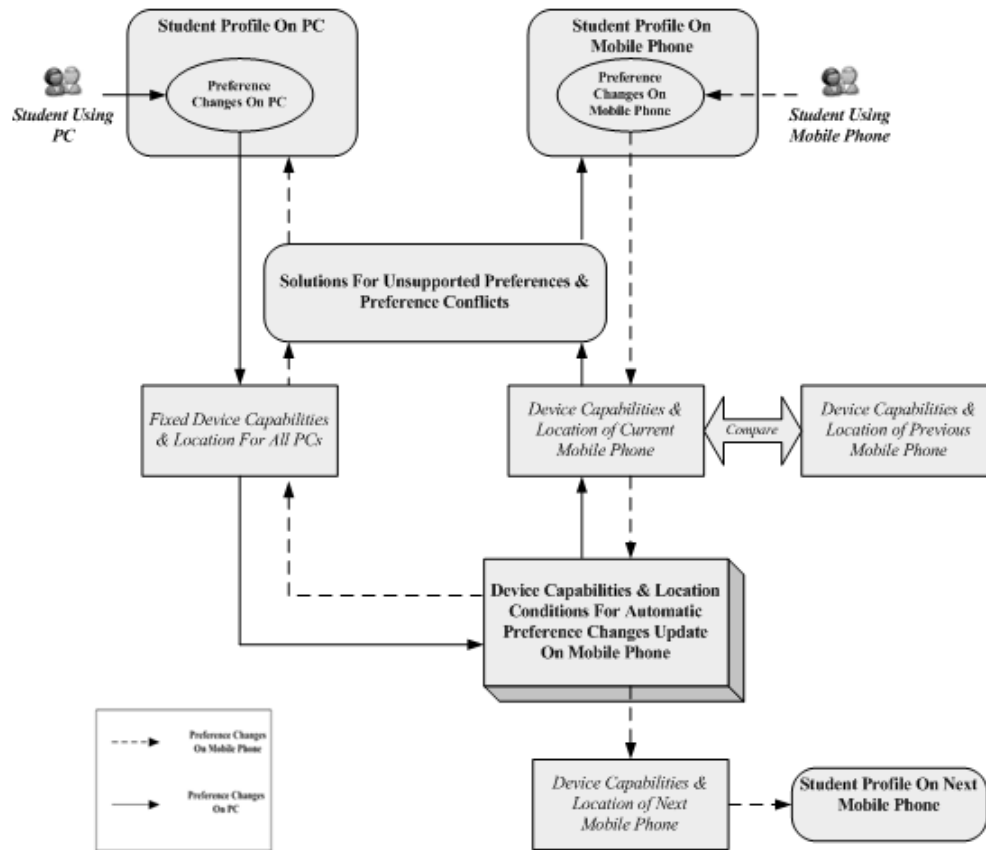 Student Profile On PC
Student Profile On
Mobile Phone
Preference
Changes On PC
Preference
Changes On
Mobile Phone
Student Using
PC
Student Using
Mobile Phone
Solutions For Unsupported Preferences &
Preference Conflicts
Fixed Device Capabilities
& Location For All PCs
Device Capabilities &
Location of Current
Mobile Phone
Compare
Device Capabilities &
Location of Previous
Mobile Phone
Device Capabilities & Location
Conditions For Automatic
Preference Changes Update
On Mobile Phone
Preference Changes
On Mobile Phone
Preference Changes
On PC
Device Capabilities &
Location of Next
Mobile Phone
Student Profile On Next
Mobile Phone